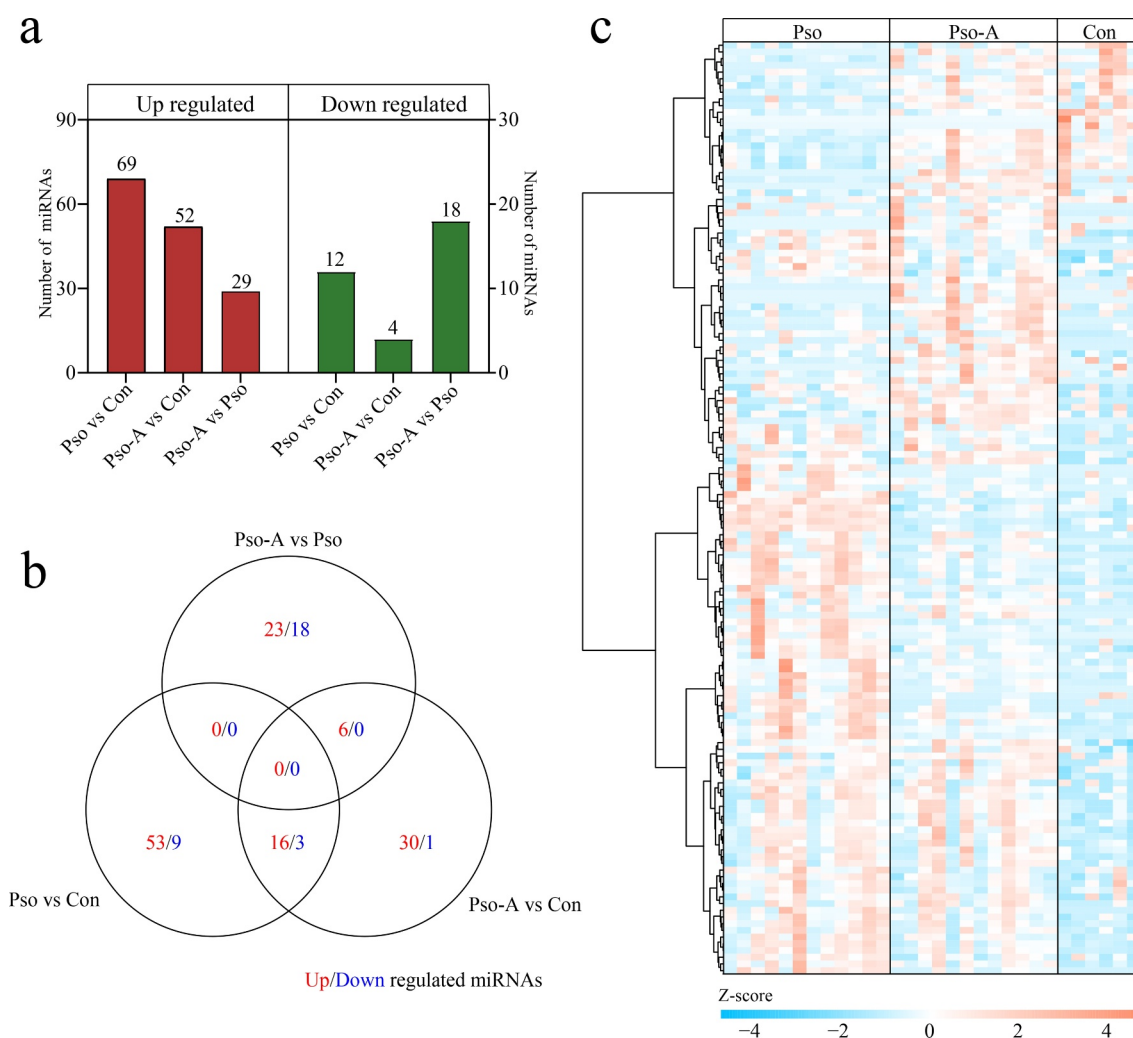 a
Up regulated
Down regulated
90
60
30
0
Number of miRNAs
69
52
29
12
4
18
30
20
10
0
Number of miRNAs
Pso vs Con
Pso-A vs Con
Pso-A vs Pso
Pso vs Con
Pso-A vs Con
Pso-A vs Pso
b
Pso-A vs Pso
23/18
0/0
6/0
0/0
53/9
16/3
30/1
Pso vs Con
Pso-A vs Con
Up/Down regulated miRNAs
c
Pso
Pso-A
Con
Z-score
−4
−2
0
2
4